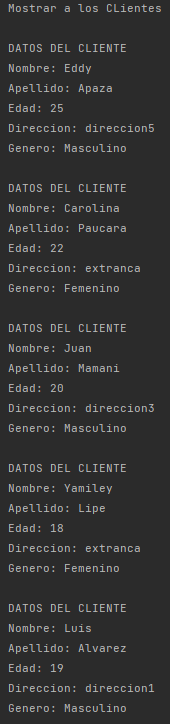 Mostrar a los CLientes
DATOS DEL CLIENTE
Nombre: Eddy
Apellido: Apaza
Edad: 25
Direccion: direccion5
Genero: Masculino
DATOS DEL CLIENTE
Nombre: Carolina
Apellido: Paucara
Edad: 22
Direccion: extranca
Genero: Femenino
DATOS DEL CLIENTE
Nombre: Juan
Apellido: Mamani
Edad: 20
Direccion: direccion3
Genero: Masculino
DATOS DEL CLIENTE
Nombre: Yamiley
Apellido: Lipe
Edad: 18
Direccion: extranca
Genero: Femenino
DATOS DEL CLIENTE
Nombre: Luis
Apellido: Alvarez
Edad: 19
Direccion: direccion1
Genero: Masculino